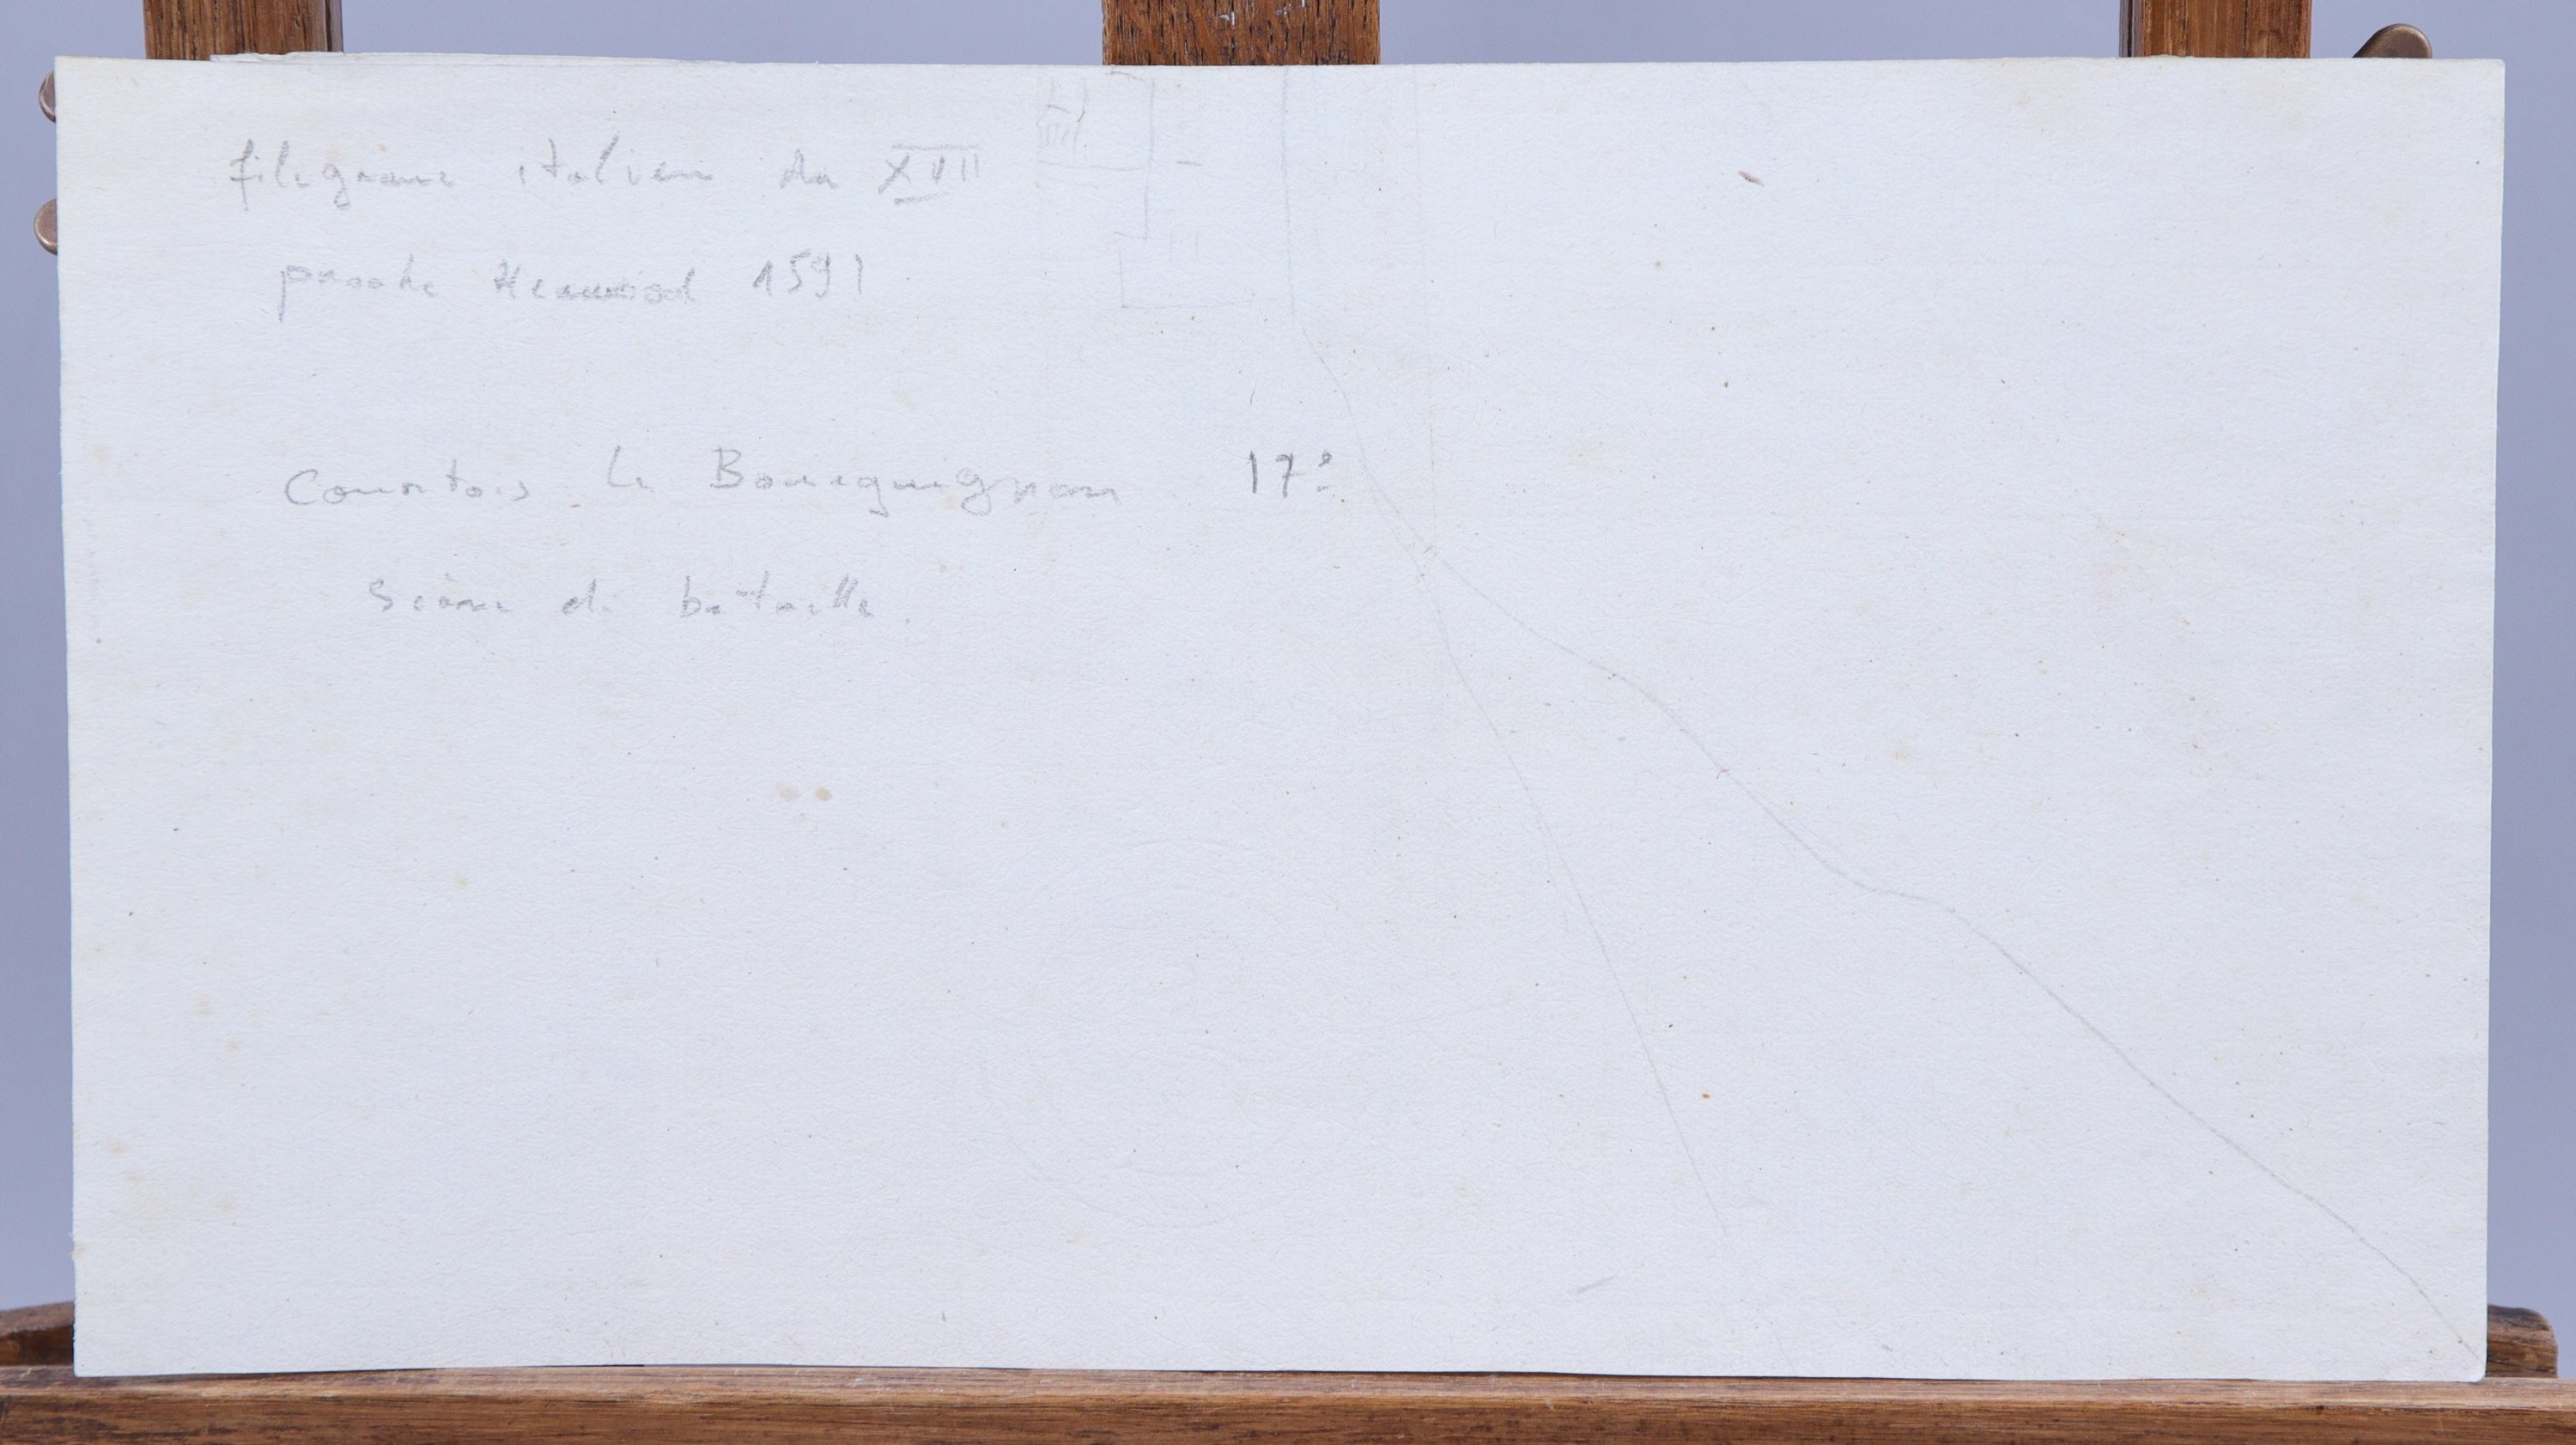 filigrane italien du XVII
proche Heawood 1591
Courtois le Bourguignon 17e
Scène de bataille.